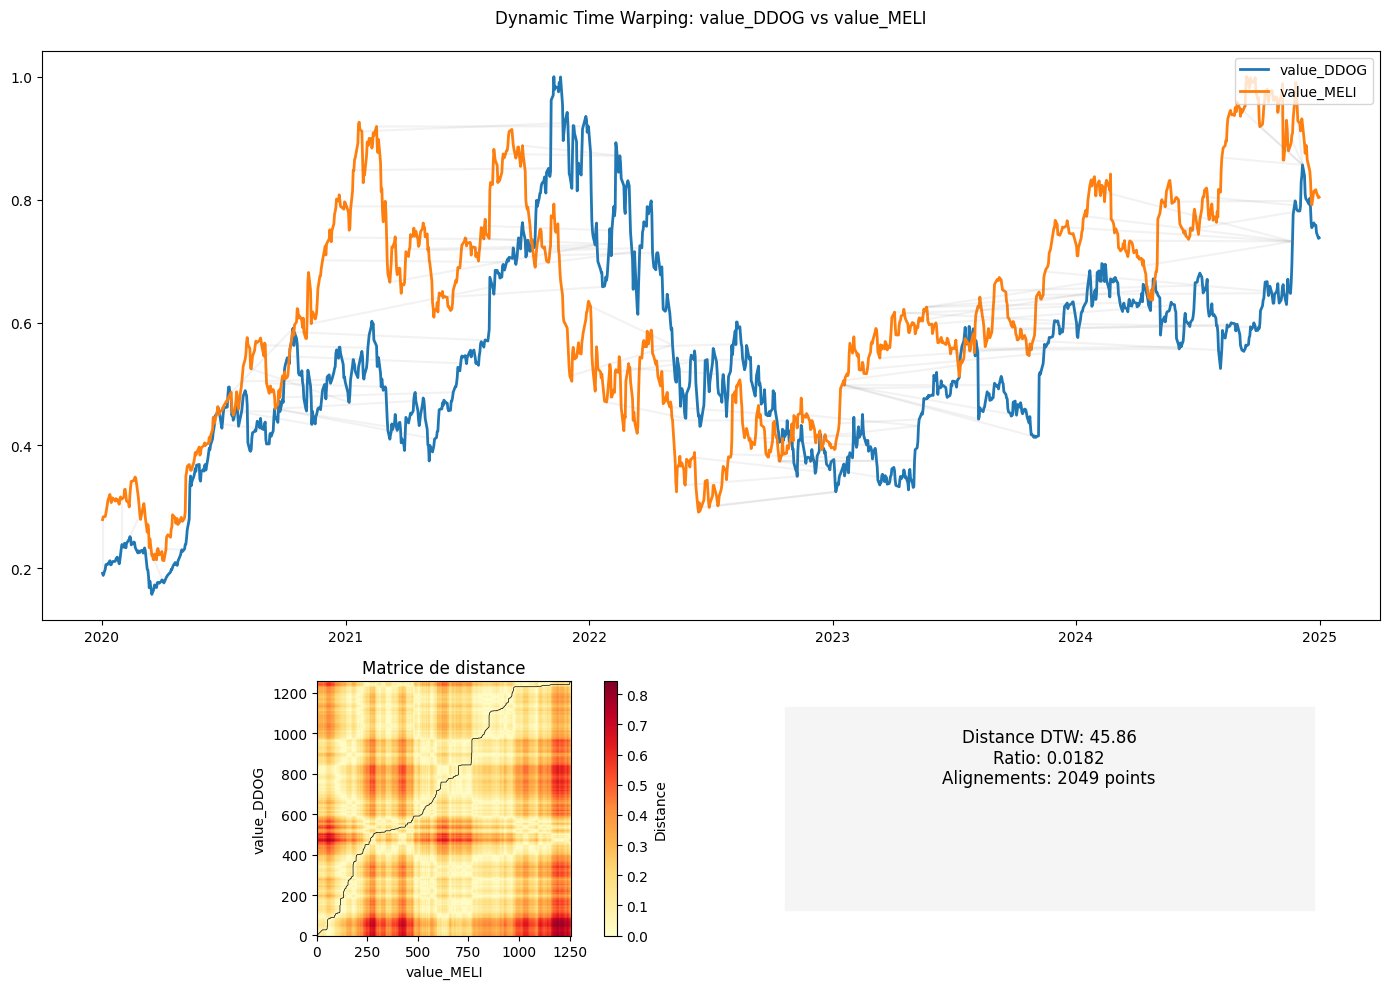 Dynamic Time Warping: value_DDOG vs value_MELI
value_DDOG
value_MELI
1.0
0.8
0.6
0.4
0.2
2020 2021 2022 2023 2024 2025
Matrice de distance
value_DDOG
1200
1000
800
600
400
200
0
0 250 500 750 1000 1250
value_MELI
0.8
0.7
0.6
0.5
0.4
0.3
0.2
0.1
0.0
Distance
Distance DTW: 45.86
Ratio: 0.0182
Alignements: 2049 points